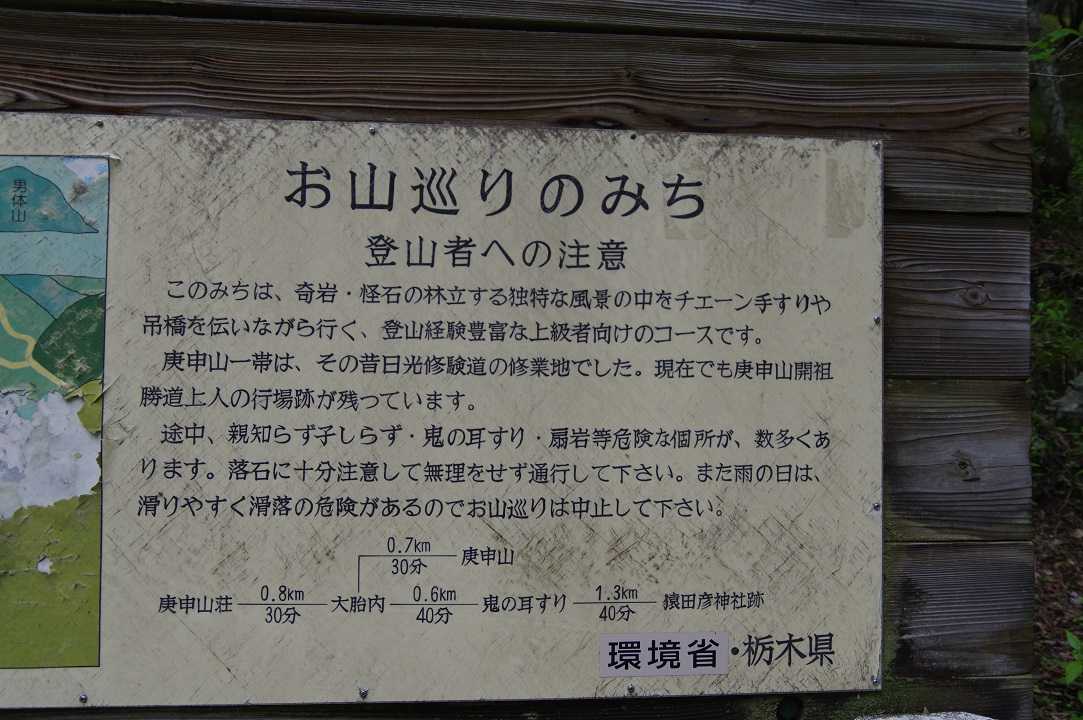 男体山
お山巡りのみち
登山者への注意
このみちは、奇岩・怪石の林立する独特な風景の中をチエーン手すりや
吊橋を伝いながら行く、登山経験豊富な上級者向けのコースです。
庚申山一帯は、その昔日光修験道の修業地でした。現在でも庚申山開祖
勝道上人の行場跡が残っています。
途中、親知らず子しらず・鬼の耳すり・扇岩等危険な個所が、数多くあ
ります。落石に十分注意して無理をせず通行して下さい。また雨の日は、
滑りやすく滑落の危険があるのでお山巡りは中止して下さい。
0.7km 庚申山
30分
庚申山荘 0.8km 大胎内 0.6km 鬼の耳すり 1.3km 猿田彦神社跡
30分 40分 40分
環境省・栃木県